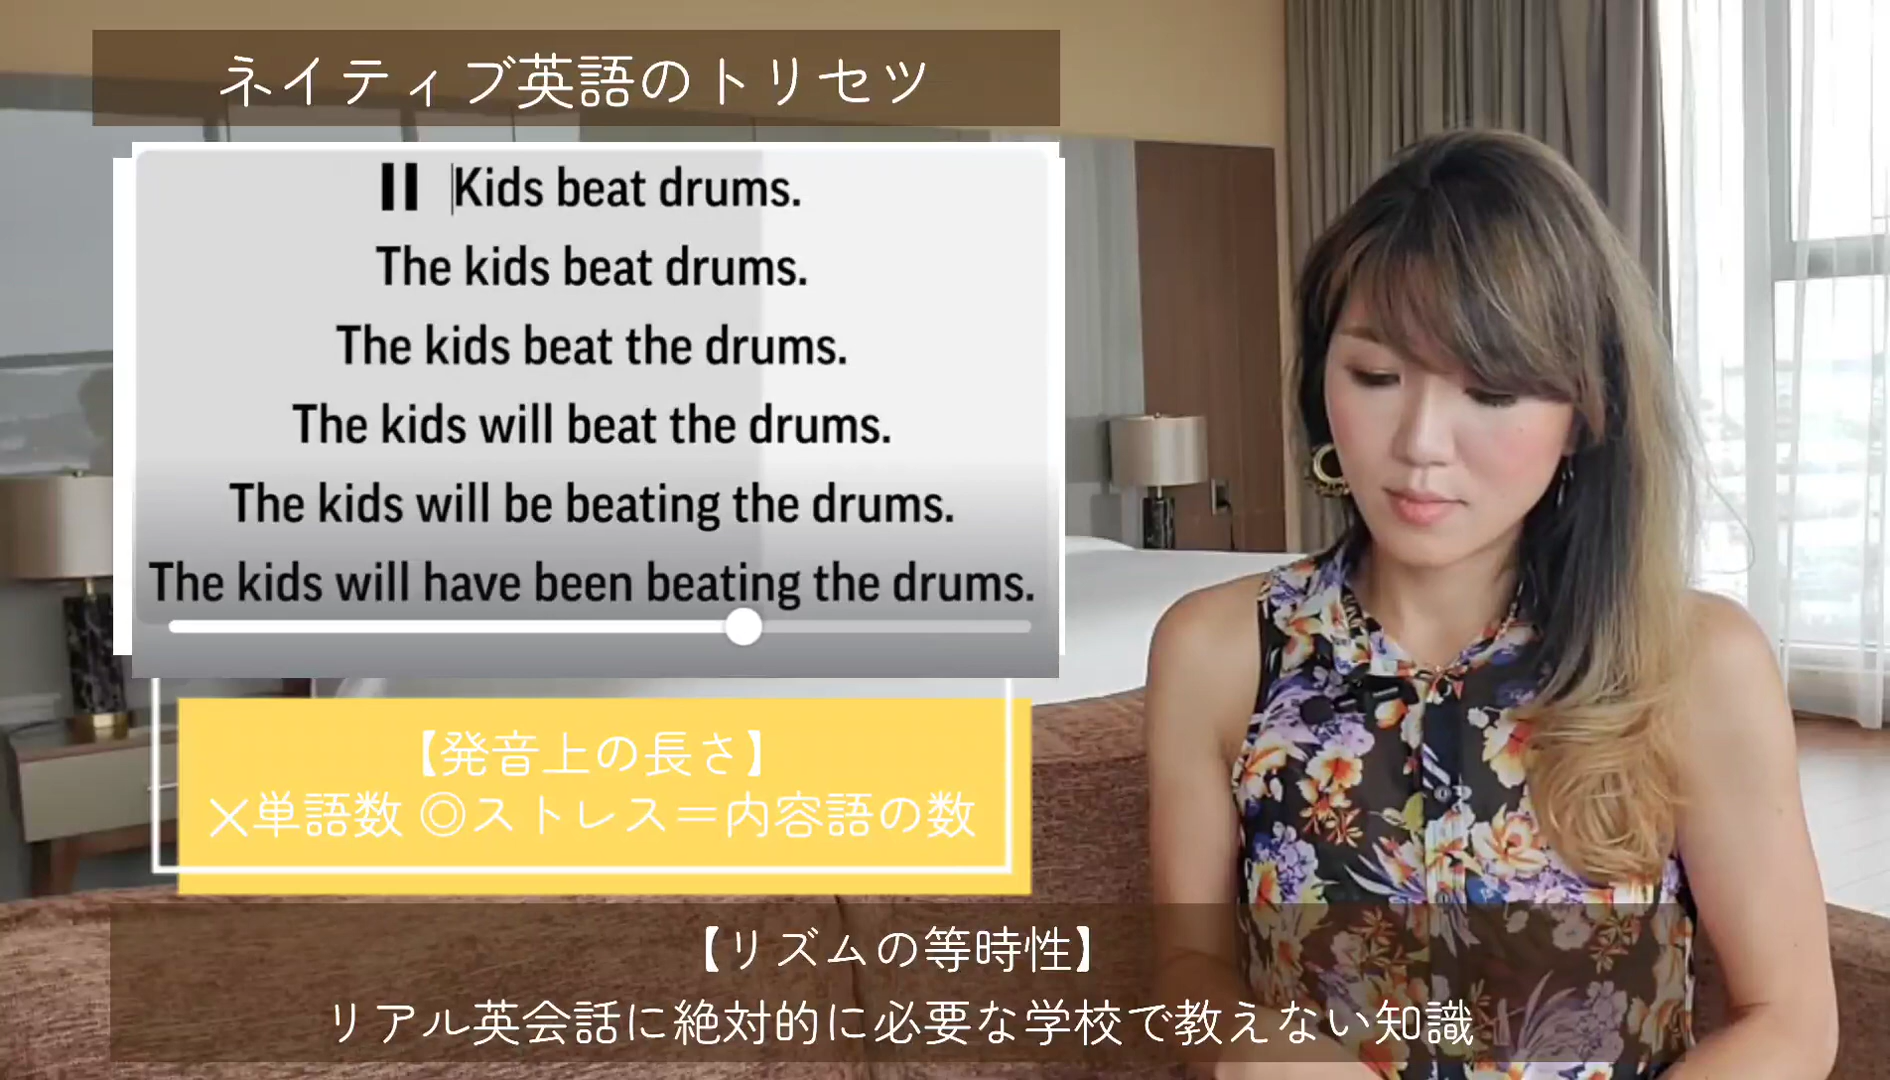 ネイティブ英語のトリセツ
Kids beat drums.
The kids beat drums.
The kids beat the drums.
The kids will beat the drums.
The kids will be beating the drums.
The kids will have been beating the drums.
【発音上の長さ】
×単語数 ◎ストレス＝内容語の数
【リズムの等時性】
リアル英会話に絶対的に必要な学校で教えない知識